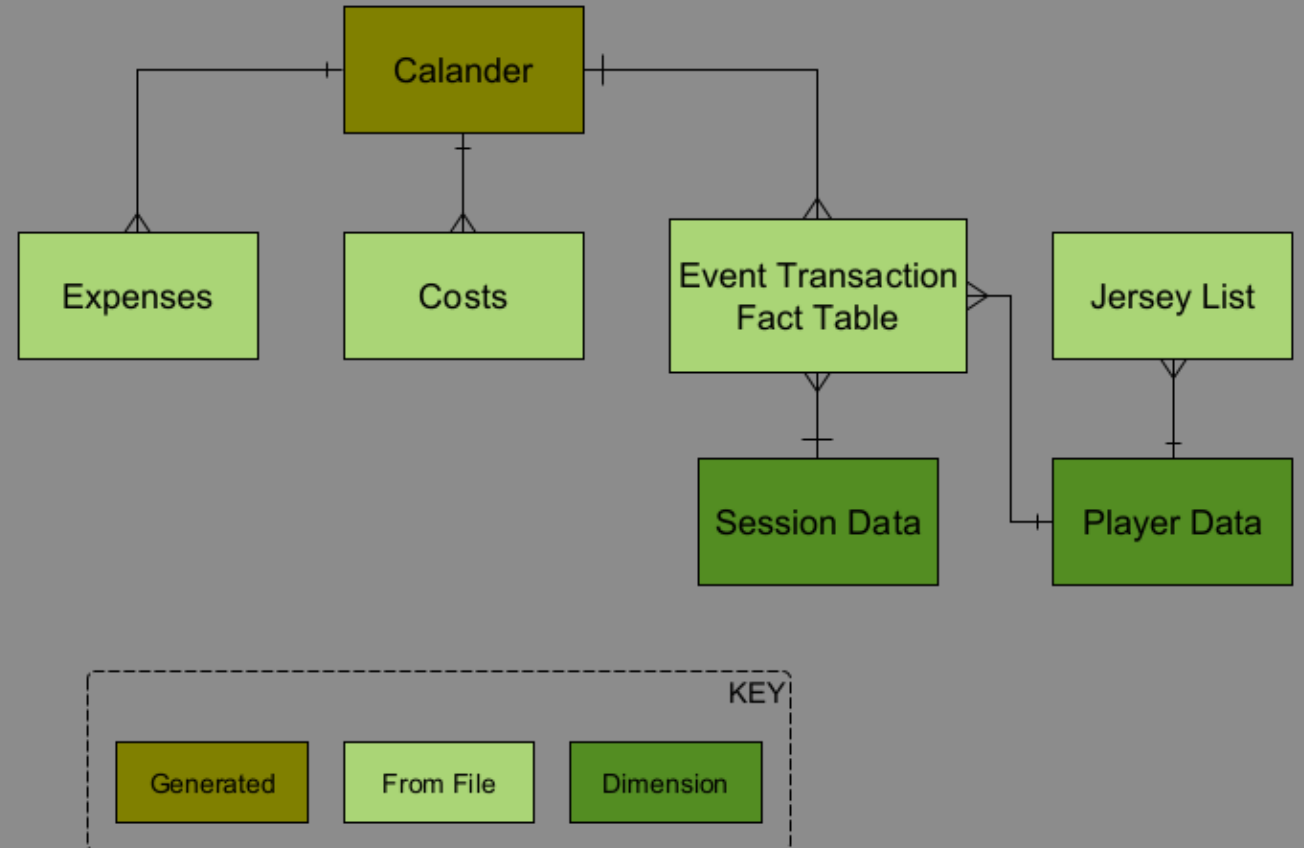 Calander
Expenses
Costs
Event Transaction
Fact Table
Jersey List
Session Data
Player Data
KEY
Generated
From File
Dimension